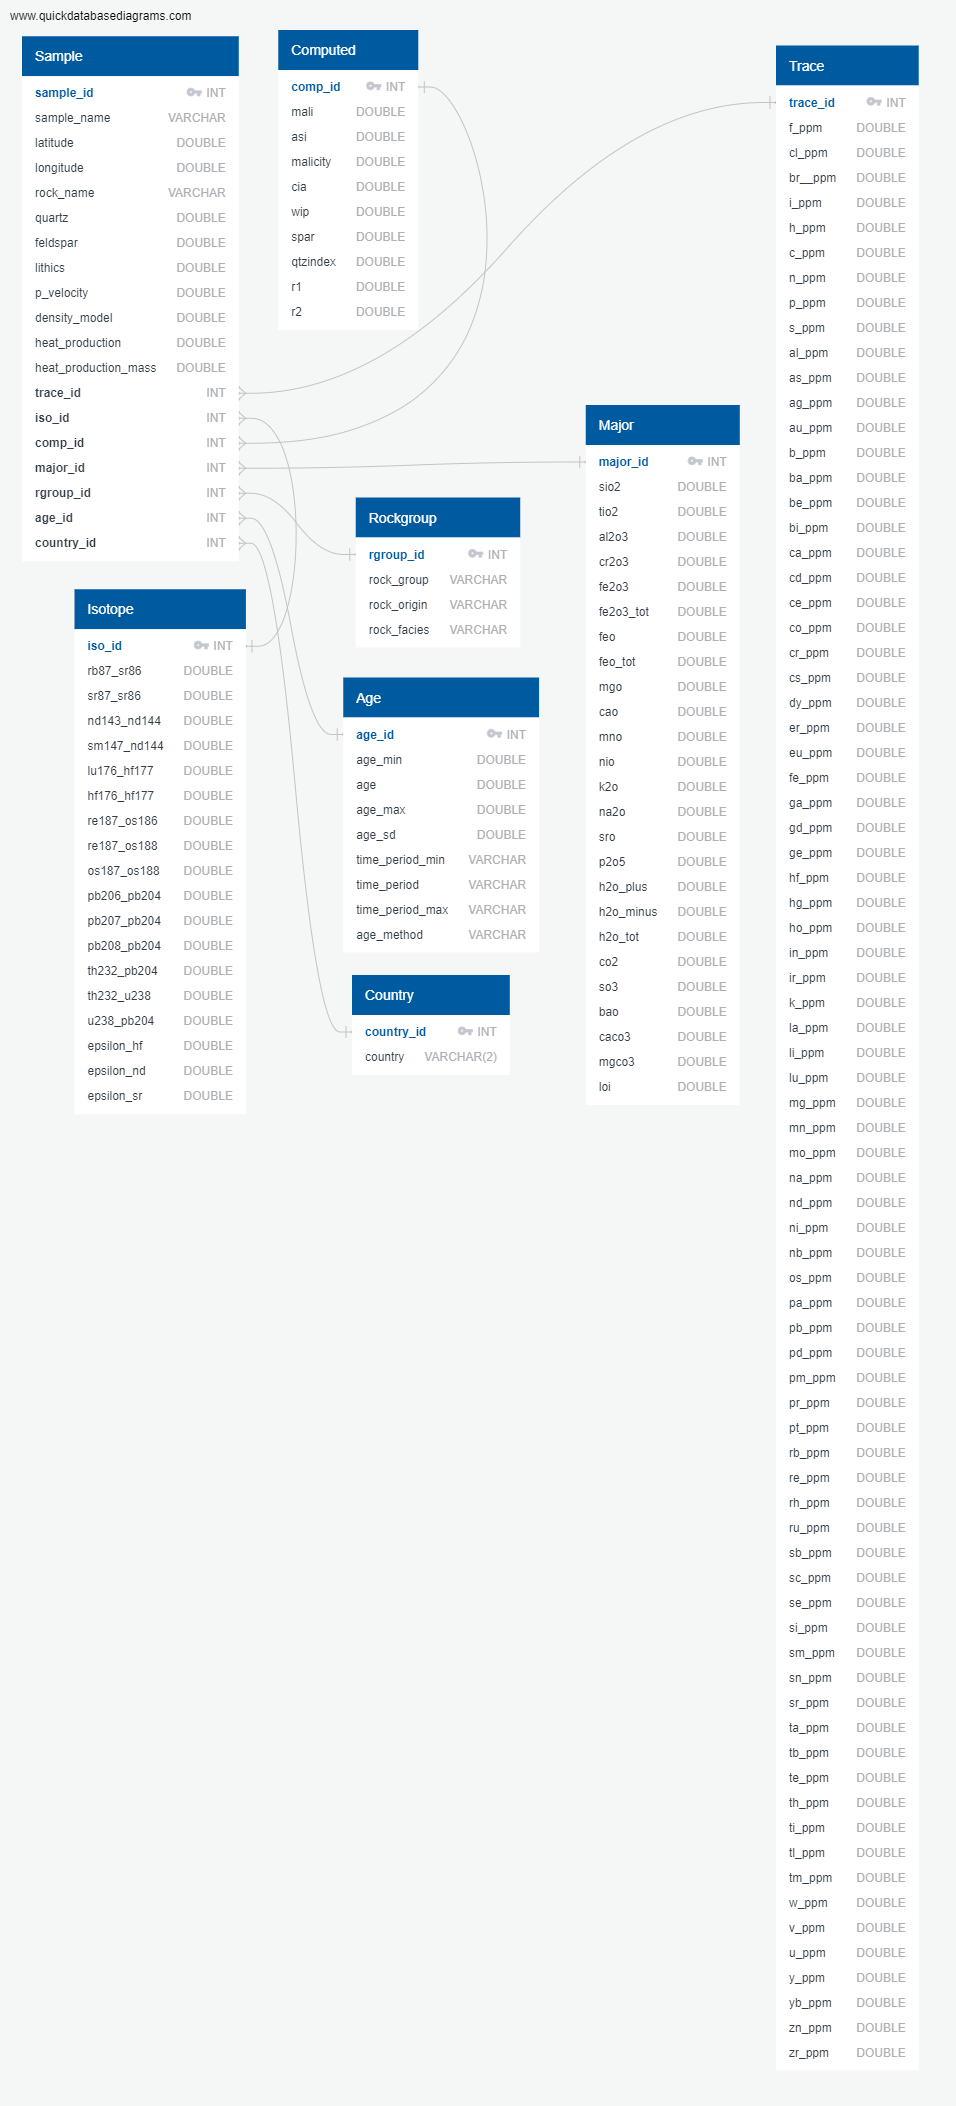 www.quickdatabasediagrams.com
Sample
sample_id INT
sample_name VARCHAR
latitude DOUBLE
longitude DOUBLE
rock_name VARCHAR
quartz DOUBLE
feldspar DOUBLE
lithics DOUBLE
p_velocity DOUBLE
density_model DOUBLE
heat_production DOUBLE
heat_production_mass DOUBLE
trace_id INT
iso_id INT
comp_id INT
major_id INT
rgroup_id INT
age_id INT
country_id INT
Computed
comp_id INT
mali DOUBLE
asi DOUBLE
malicity DOUBLE
cia DOUBLE
wip DOUBLE
spar DOUBLE
qtzindex DOUBLE
r1 DOUBLE
r2 DOUBLE
Isotope
iso_id INT
rb87_sr86 DOUBLE
sr87_sr86 DOUBLE
nd143_nd144 DOUBLE
sm147_nd144 DOUBLE
lu176_hf177 DOUBLE
hf176_hf177 DOUBLE
re187_os186 DOUBLE
re187_os188 DOUBLE
os187_os188 DOUBLE
pb206_pb204 DOUBLE
pb207_pb204 DOUBLE
pb208_pb204 DOUBLE
th232_pb204 DOUBLE
th232_u238 DOUBLE
u238_pb204 DOUBLE
epsilon_hf DOUBLE
epsilon_nd DOUBLE
epsilon_sr DOUBLE
Rockgroup
rgroup_id INT
rock_group VARCHAR
rock_origin VARCHAR
rock_facies VARCHAR
Age
age_id INT
age_min DOUBLE
age DOUBLE
age_max DOUBLE
age_sd DOUBLE
time_period_min VARCHAR
time_period VARCHAR
time_period_max VARCHAR
age_method VARCHAR
Country
country_id INT
country VARCHAR(2)
Major
major_id INT
sio2 DOUBLE
tio2 DOUBLE
al2o3 DOUBLE
cr2o3 DOUBLE
fe2o3 DOUBLE
fe2o3_tot DOUBLE
feo DOUBLE
feo_tot DOUBLE
mgo DOUBLE
cao DOUBLE
mno DOUBLE
nio DOUBLE
k2o DOUBLE
na2o DOUBLE
sro DOUBLE
p2o5 DOUBLE
h2o_plus DOUBLE
h2o_minus DOUBLE
h2o_tot DOUBLE
co2 DOUBLE
so3 DOUBLE
bao DOUBLE
caco3 DOUBLE
mgco3 DOUBLE
loi DOUBLE
Trace
trace_id INT
f_ppm DOUBLE
cl_ppm DOUBLE
br__ppm DOUBLE
i_ppm DOUBLE
h_ppm DOUBLE
c_ppm DOUBLE
n_ppm DOUBLE
p_ppm DOUBLE
s_ppm DOUBLE
al_ppm DOUBLE
as_ppm DOUBLE
ag_ppm DOUBLE
au_ppm DOUBLE
b_ppm DOUBLE
ba_ppm DOUBLE
be_ppm DOUBLE
bi_ppm DOUBLE
ca_ppm DOUBLE
cd_ppm DOUBLE
ce_ppm DOUBLE
co_ppm DOUBLE
cr_ppm DOUBLE
cs_ppm DOUBLE
dy_ppm DOUBLE
er_ppm DOUBLE
eu_ppm DOUBLE
fe_ppm DOUBLE
ga_ppm DOUBLE
gd_ppm DOUBLE
ge_ppm DOUBLE
hf_ppm DOUBLE
hg_ppm DOUBLE
ho_ppm DOUBLE
in_ppm DOUBLE
ir_ppm DOUBLE
k_ppm DOUBLE
la_ppm DOUBLE
li_ppm DOUBLE
lu_ppm DOUBLE
mg_ppm DOUBLE
mn_ppm DOUBLE
mo_ppm DOUBLE
na_ppm DOUBLE
nd_ppm DOUBLE
ni_ppm DOUBLE
nb_ppm DOUBLE
os_ppm DOUBLE
pa_ppm DOUBLE
pb_ppm DOUBLE
pd_ppm DOUBLE
pm_ppm DOUBLE
pr_ppm DOUBLE
pt_ppm DOUBLE
rb_ppm DOUBLE
re_ppm DOUBLE
rh_ppm DOUBLE
ru_ppm DOUBLE
sb_ppm DOUBLE
sc_ppm DOUBLE
se_ppm DOUBLE
si_ppm DOUBLE
sm_ppm DOUBLE
sn_ppm DOUBLE
sr_ppm DOUBLE
ta_ppm DOUBLE
tb_ppm DOUBLE
te_ppm DOUBLE
th_ppm DOUBLE
ti_ppm DOUBLE
tl_ppm DOUBLE
tm_ppm DOUBLE
w_ppm DOUBLE
v_ppm DOUBLE
u_ppm DOUBLE
y_ppm DOUBLE
yb_ppm DOUBLE
zn_ppm DOUBLE
zr_ppm DOUBLE